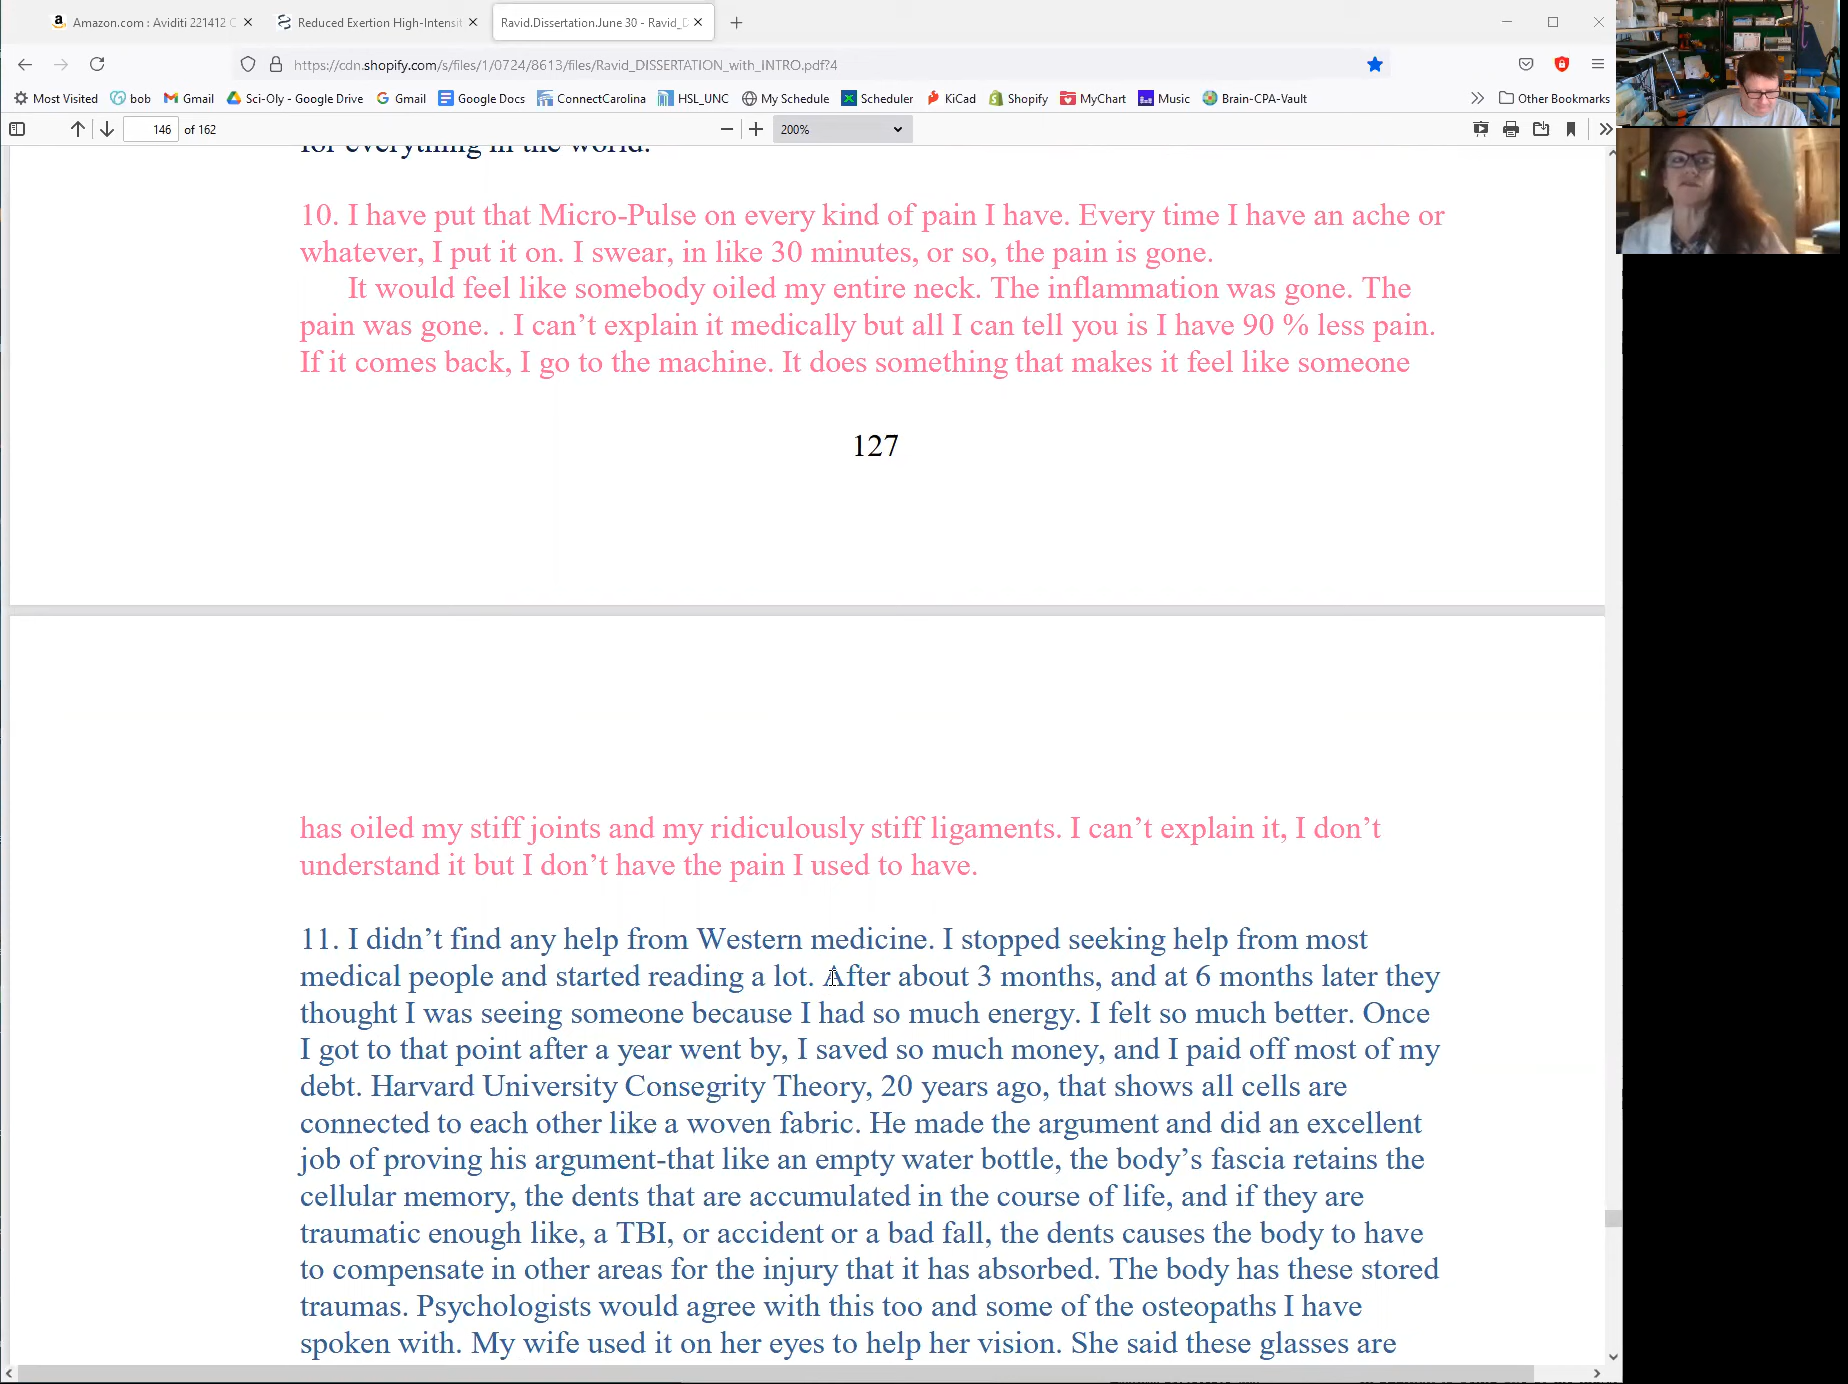 Amazon.com : Aviditi 221412 C
Reduced Exertion High-Intensit
Ravid.Dissertation.June 30 - Ravid_D
https://cdn.shopify.com/s/files/1/0724/8613/files/Ravid_DISSERTATION_with_INTRO.pdf?4
Most Visited bob Gmail Sci-Oly - Google Drive Gmail Google Docs ConnectCarolina HSL_UNC My Schedule Scheduler KiCad Shopify MyChart Music Brain-CPA-Vault Other Bookmarks
146 of 162 200%
for everything in the world.
10. I have put that Micro-Pulse on every kind of pain I have. Every time I have an ache or
whatever, I put it on. I swear, in like 30 minutes, or so, the pain is gone.
It would feel like somebody oiled my entire neck. The inflammation was gone. The
pain was gone. . I can’t explain it medically but all I can tell you is I have 90 % less pain.
If it comes back, I go to the machine. It does something that makes it feel like someone
127
has oiled my stiff joints and my ridiculously stiff ligaments. I can’t explain it, I don’t
understand it but I don’t have the pain I used to have.
11. I didn’t find any help from Western medicine. I stopped seeking help from most
medical people and started reading a lot. After about 3 months, and at 6 months later they
thought I was seeing someone because I had so much energy. I felt so much better. Once
I got to that point after a year went by, I saved so much money, and I paid off most of my
debt. Harvard University Consegrity Theory, 20 years ago, that shows all cells are
connected to each other like a woven fabric. He made the argument and did an excellent
job of proving his argument-that like an empty water bottle, the body’s fascia retains the
cellular memory, the dents that are accumulated in the course of life, and if they are
traumatic enough like, a TBI, or accident or a bad fall, the dents causes the body to have
to compensate in other areas for the injury that it has absorbed. The body has these stored
traumas. Psychologists would agree with this too and some of the osteopaths I have
spoken with. My wife used it on her eyes to help her vision. She said these glasses are